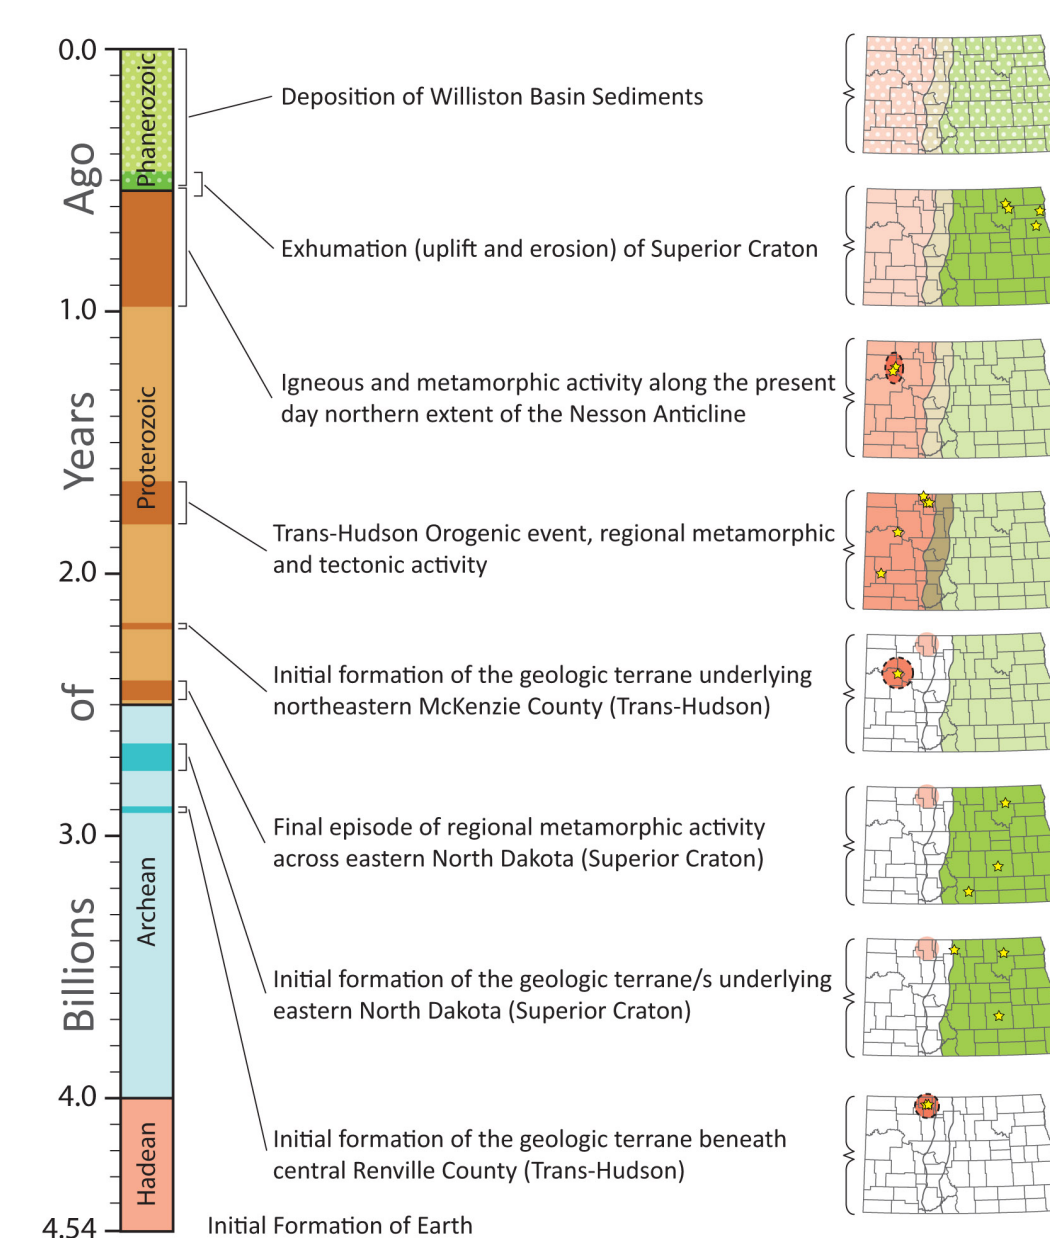 0.0
Phanerozoic
Deposition of Williston Basin Sediments
Exhumation (uplift and erosion) of Superior Craton
1.0
Igneous and metamorphic activity along the present
day northern extent of the Nesson Anticline
Proterozoic
Trans-Hudson Orogenic event, regional metamorphic
and tectonic activity
2.0
Initial formation of the geologic terrane underlying
northeastern McKenzie County (Trans-Hudson)
Final episode of regional metamorphic activity
across eastern North Dakota (Superior Craton)
3.0
Archean
Initial formation of the geologic terrane/s underlying
eastern North Dakota (Superior Craton)
4.0
Initial formation of the geologic terrane beneath
central Renville County (Trans-Hudson)
Hadean
4.54
Initial Formation of Earth
Billions of Years Ago